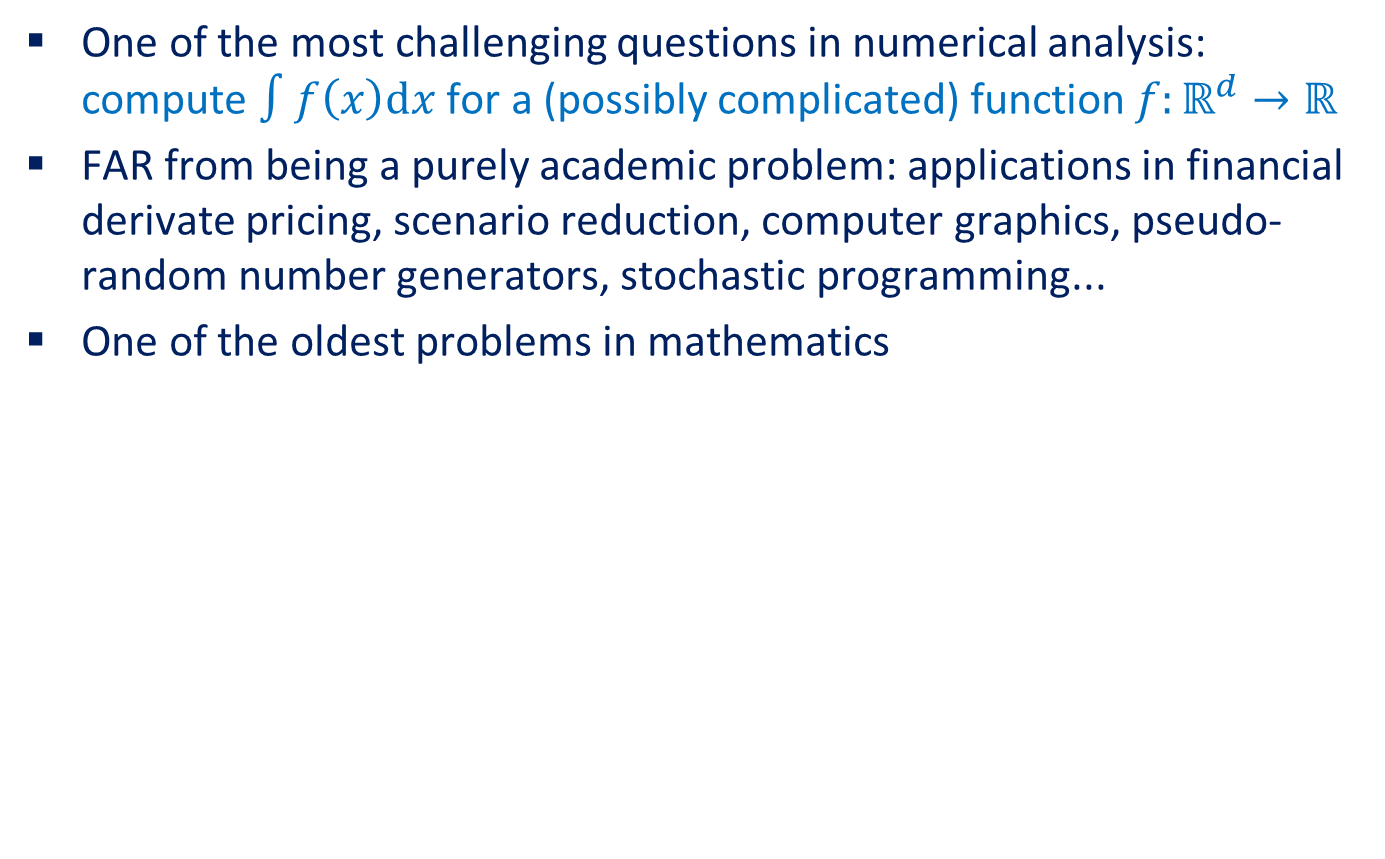 ▪ One of the most challenging questions in numerical analysis:
compute ∫ f(x)dx for a (possibly complicated) function f: ℝᵈ → ℝ
▪ FAR from being a purely academic problem: applications in financial
derivate pricing, scenario reduction, computer graphics, pseudo-
random number generators, stochastic programming...
▪ One of the oldest problems in mathematics